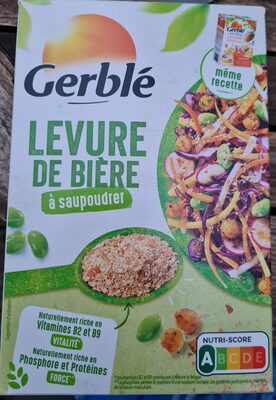 Gerblé
même
recette
LEVURE
DE BIÈRE
à saupoudrer
Naturellement riche en
Vitamines B2 et B9
VITALITÉ*
Naturellement riche en
Phosphore et Protéines
FORCE**
NUTRI-SCORE
A B C D E